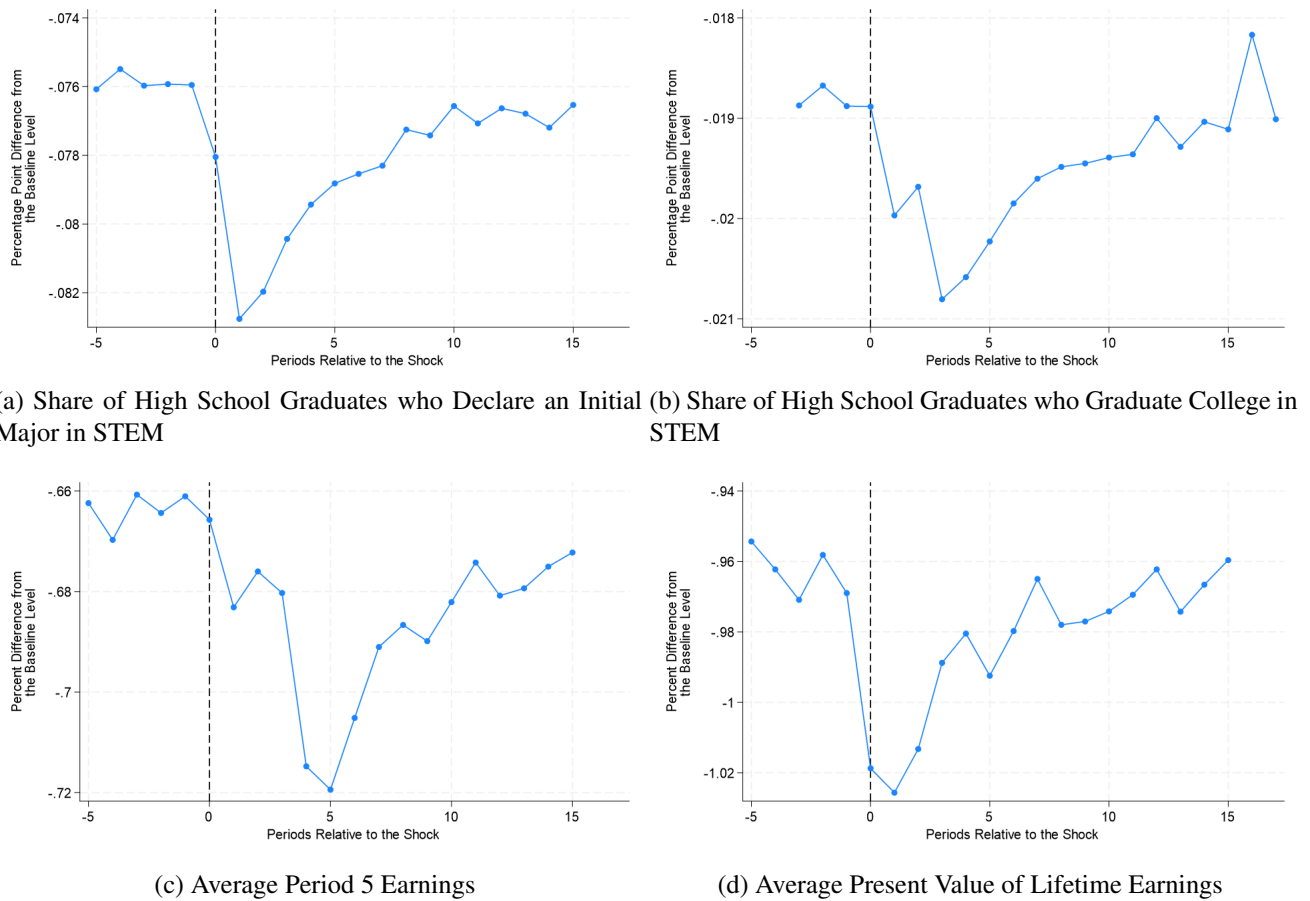 Percentage Point Difference from
the Baseline Level
-.074
-.076
-.078
-.08
-.082
-5
0
5
10
15
Periods Relative to the Shock
(a) Share of High School Graduates who Declare an Initial
Major in STEM
Percentage Point Difference from
the Baseline Level
-.018
-.019
-.02
-.021
-5
0
5
10
15
Periods Relative to the Shock
(b) Share of High School Graduates who Graduate College in
STEM
Percent Difference from
the Baseline Level
-.66
-.68
-.7
-.72
-5
0
5
10
15
Periods Relative to the Shock
(c) Average Period 5 Earnings
Percent Difference from
the Baseline Level
-.94
-.96
-.98
-1
-1.02
-5
0
5
10
15
Periods Relative to the Shock
(d) Average Present Value of Lifetime Earnings